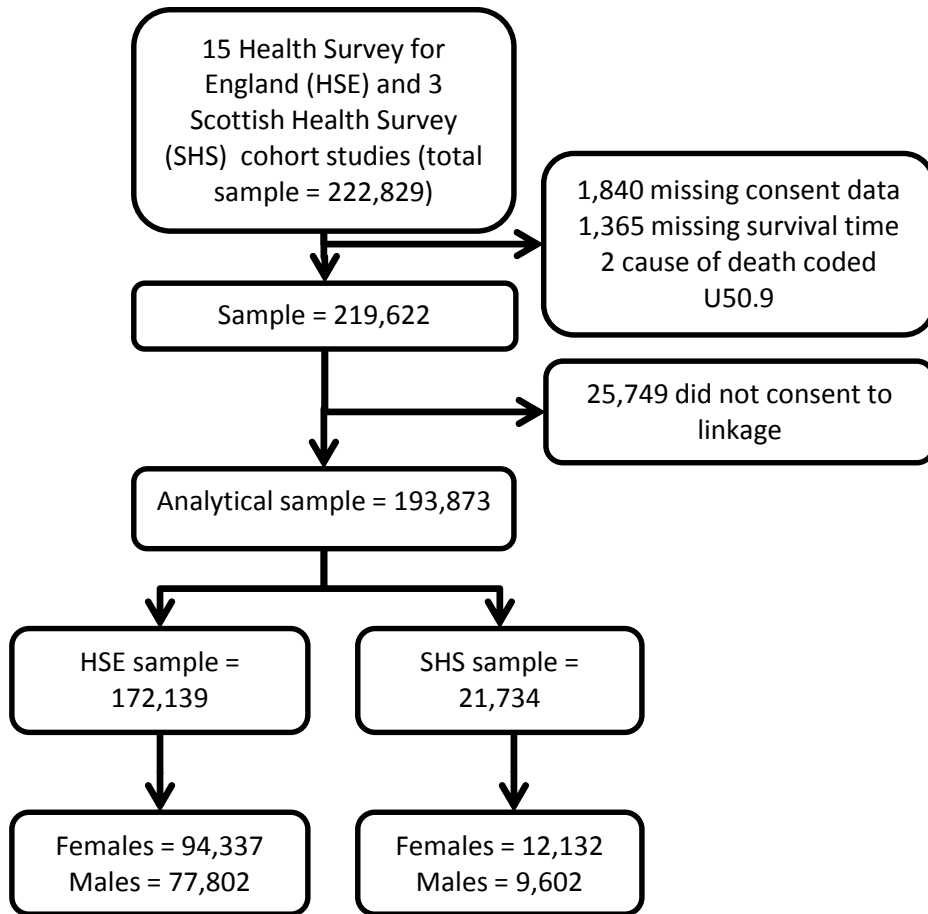 15 Health Survey for
England (HSE) and 3
Scottish Health Survey
(SHS) cohort studies (total
sample = 222,829)
1,840 missing consent data
1,365 missing survival time
2 cause of death coded
U50.9
Sample = 219,622
25,749 did not consent to
linkage
Analytical sample = 193,873
HSE sample =
172,139
SHS sample =
21,734
Females = 94,337
Males = 77,802
Females = 12,132
Males = 9,602